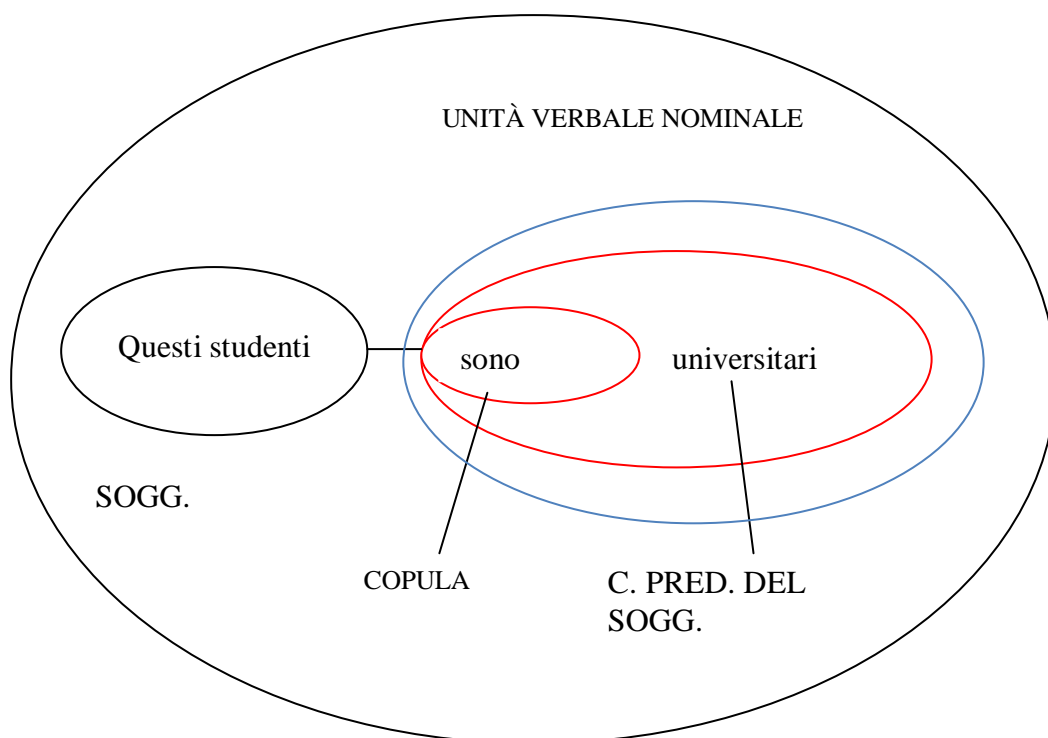 UNITÀ VERBALE NOMINALE
Questi studenti sono universitari
SOGG.
COPULA
C. PRED. DEL
SOGG.